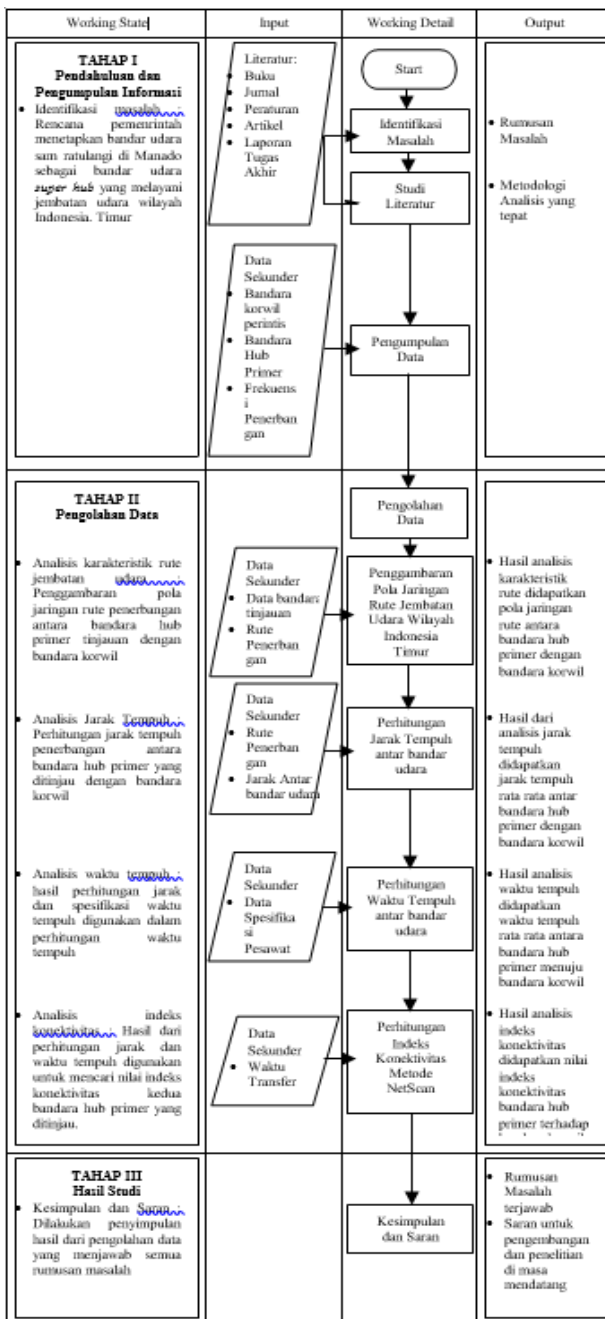 Working State
Input
Working Detail
Output
TAHAP I
Pendahuluan dan
Pengumpulan Informasi
• Identifikasi masalah :
Rencana pemenrintah
menetapkan bandar udara
sam ratulangi di Manado
sebagai bandar udara
super hub yang melayani
jembatan udara wilayah
Indonesia. Timur
Literatur:
• Buku
• Jurnal
• Peraturan
• Artikel
• Laporan
Tugas
Akhir
Data
Sekunder
• Bandara
korwil
perintis
• Bandara
Hub
Primer
• Frekuens
i
Penerban
gan
Start
Identifikasi
Masalah
Studi
Literatur
Pengumpulan
Data
• Rumusan
Masalah
• Metodologi
Analisis yang
tepat
TAHAP II
Pengolahan Data
• Analisis karakteristik rute
jembatan udara :
Penggambaran pola
jaringan rute penerbangan
antara bandara hub
primer tinjauan dengan
bandara korwil
• Analisis Jarak Tempuh :
Perhitungan jarak tempuh
penerbangan antara
bandara hub primer yang
ditinjau dengan bandara
korwil
• Analisis waktu tempuh :
hasil perhitungan jarak
dan spesifikasi waktu
tempuh digunakan dalam
perhitungan waktu
tempuh
• Analisis indeks
konektivitas : Hasil dari
perhitungan jarak dan
waktu tempuh digunakan
untuk mencari nilai indeks
konektivitas kedua
bandara hub primer yang
ditinjau.
Data
Sekunder
• Data bandara
tinjauan
• Rute
Penerban
gan
Data
Sekunder
• Rute
Penerban
gan
• Jarak Antar
bandar udara
Data
Sekunder
• Data
Spesifika
si
Pesawat
Data
Sekunder
• Waktu
Transfer
Pengolahan
Data
Penggambaran
Pola Jaringan
Rute Jembatan
Udara Wilayah
Indonesia
Timur
Perhitungan
Jarak Tempuh
antar bandar
udara
Perhitungan
Waktu Tempuh
antar bandar
udara
Perhitungan
Indeks
Konektivitas
Metode
NetScan
• Hasil analisis
karakteristik
rute didapatkan
pola jaringan
rute antara
bandara hub
primer dengan
bandara korwil
• Hasil dari
analisis jarak
tempuh
didapatkan
jarak tempuh
rata rata antar
bandara hub
primer dengan
bandara korwil
• Hasil analisis
waktu tempuh
didapatkan
waktu tempuh
rata rata antara
bandara hub
primer menuju
bandara korwil
• Hasil analisis
indeks
konektivitas
didapatkan nilai
indeks
konektivitas
bandara hub
primer terhadap
TAHAP III
Hasil Studi
• Kesimpulan dan Saran :
Dilakukan penyimpulan
hasil dari pengolahan data
yang menjawab semua
rumusan masalah
Kesimpulan
dan Saran
• Rumusan
Masalah
terjawab
• Saran untuk
pengembangan
dan penelitian
di masa
mendatang